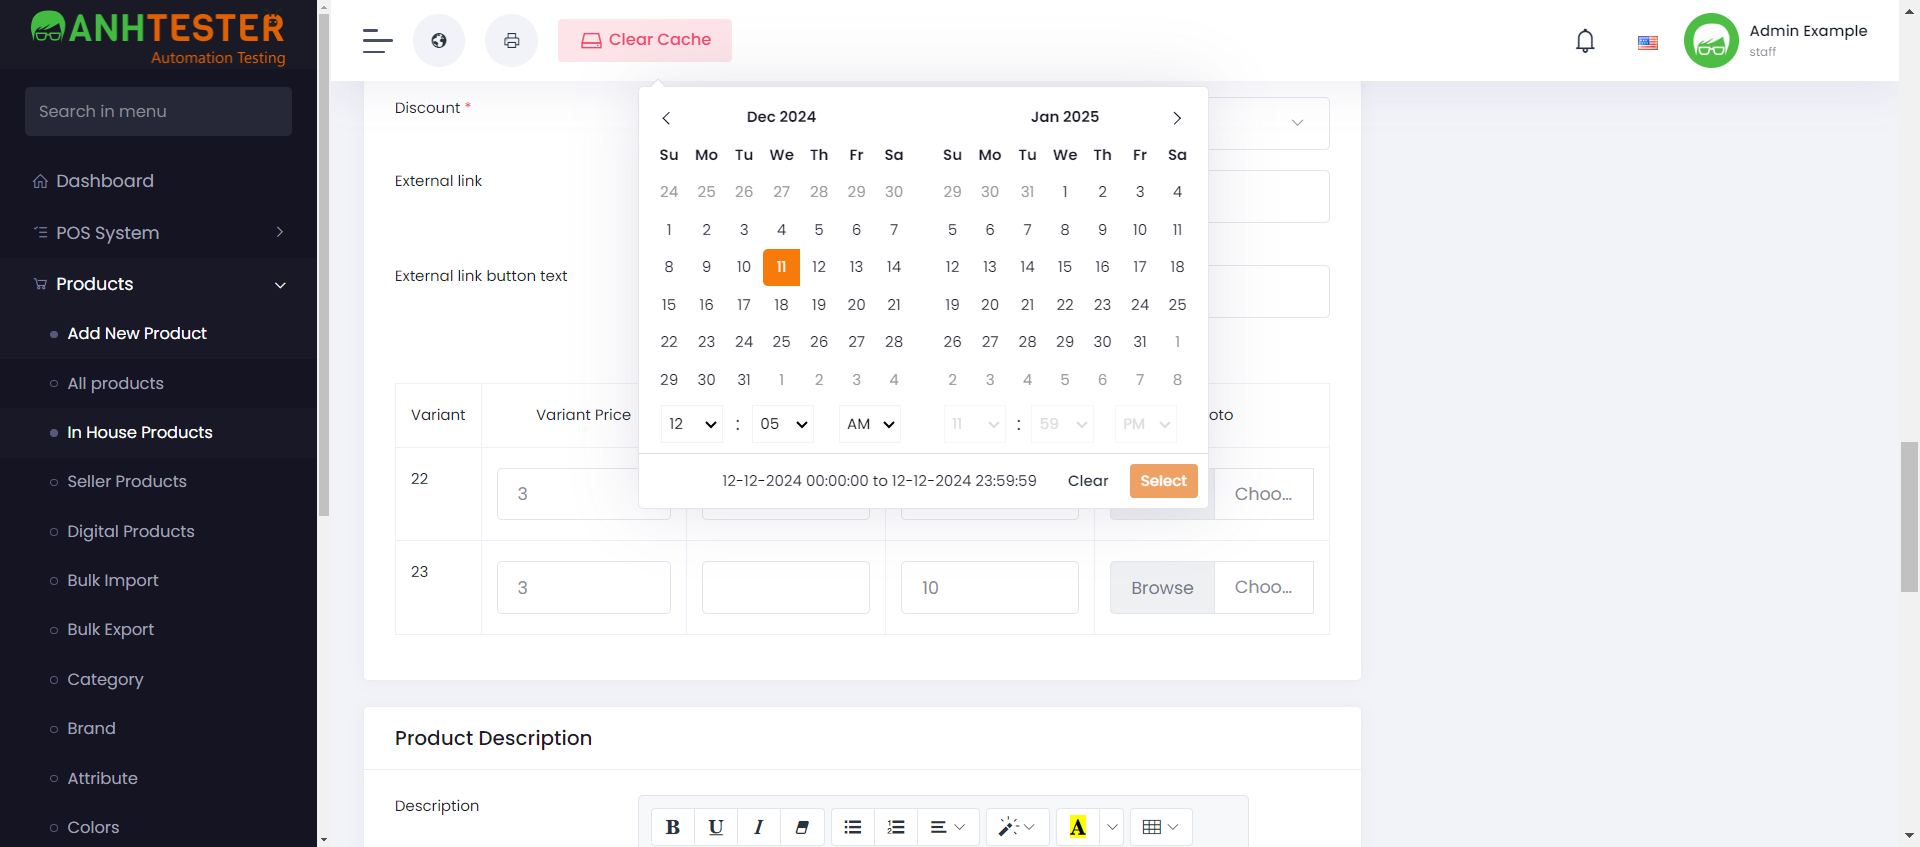 ANHTESTER
Automation Testing
Search in menu
Dashboard
POS System
Products
Add New Product
All products
In House Products
Seller Products
Digital Products
Bulk Import
Bulk Export
Category
Brand
Attribute
Colors
Clear Cache
Admin Example
staff
Discount *
External link
External link button text
Dec 2024
Su Mo Tu We Th Fr Sa
24 25 26 27 28 29 30
1 2 3 4 5 6 7
8 9 10 11 12 13 14
15 16 17 18 19 20 21
22 23 24 25 26 27 28
29 30 31 1 2 3 4
12 : 05 AM
Jan 2025
Su Mo Tu We Th Fr Sa
29 30 31 1 2 3 4
5 6 7 8 9 10 11
12 13 14 15 16 17 18
19 20 21 22 23 24 25
26 27 28 29 30 31 1
2 3 4 5 6 7 8
11 : 59 PM
12-12-2024 00:00:00 to 12-12-2024 23:59:59 Clear Select
Variant Variant Price oto
22 3 Choo...
23 3 10 Browse Choo...
Product Description
Description
B U I A